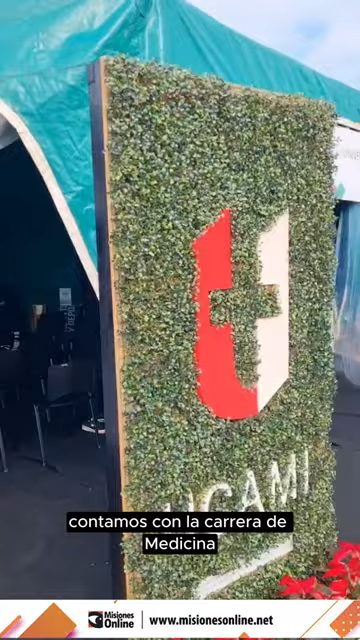 UCAMI
contamos con la carrera de
Medicina
Misiones
Online
www.misionesonline.net